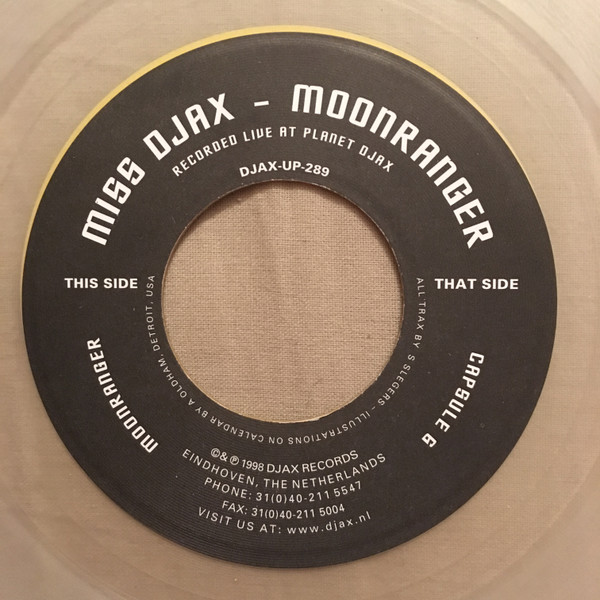 MISS DJAX - MOONRANGER
RECORDED LIVE AT PLANET DJAX
DJAX-UP-289
THIS SIDE
THAT SIDE
MOONRANGER
CAPSULE 6
ALL TRAX BY S SLEGERS - ILLUSTRATIONS ON CALENDAR BY A OLDHAM, DETROIT, USA
©& ℗ 1998 DJAX RECORDS
EINDHOVEN, THE NETHERLANDS
PHONE: 31(0)40-211 5547
FAX: 31(0)40-211 5004
VISIT US AT: www.djax.nl